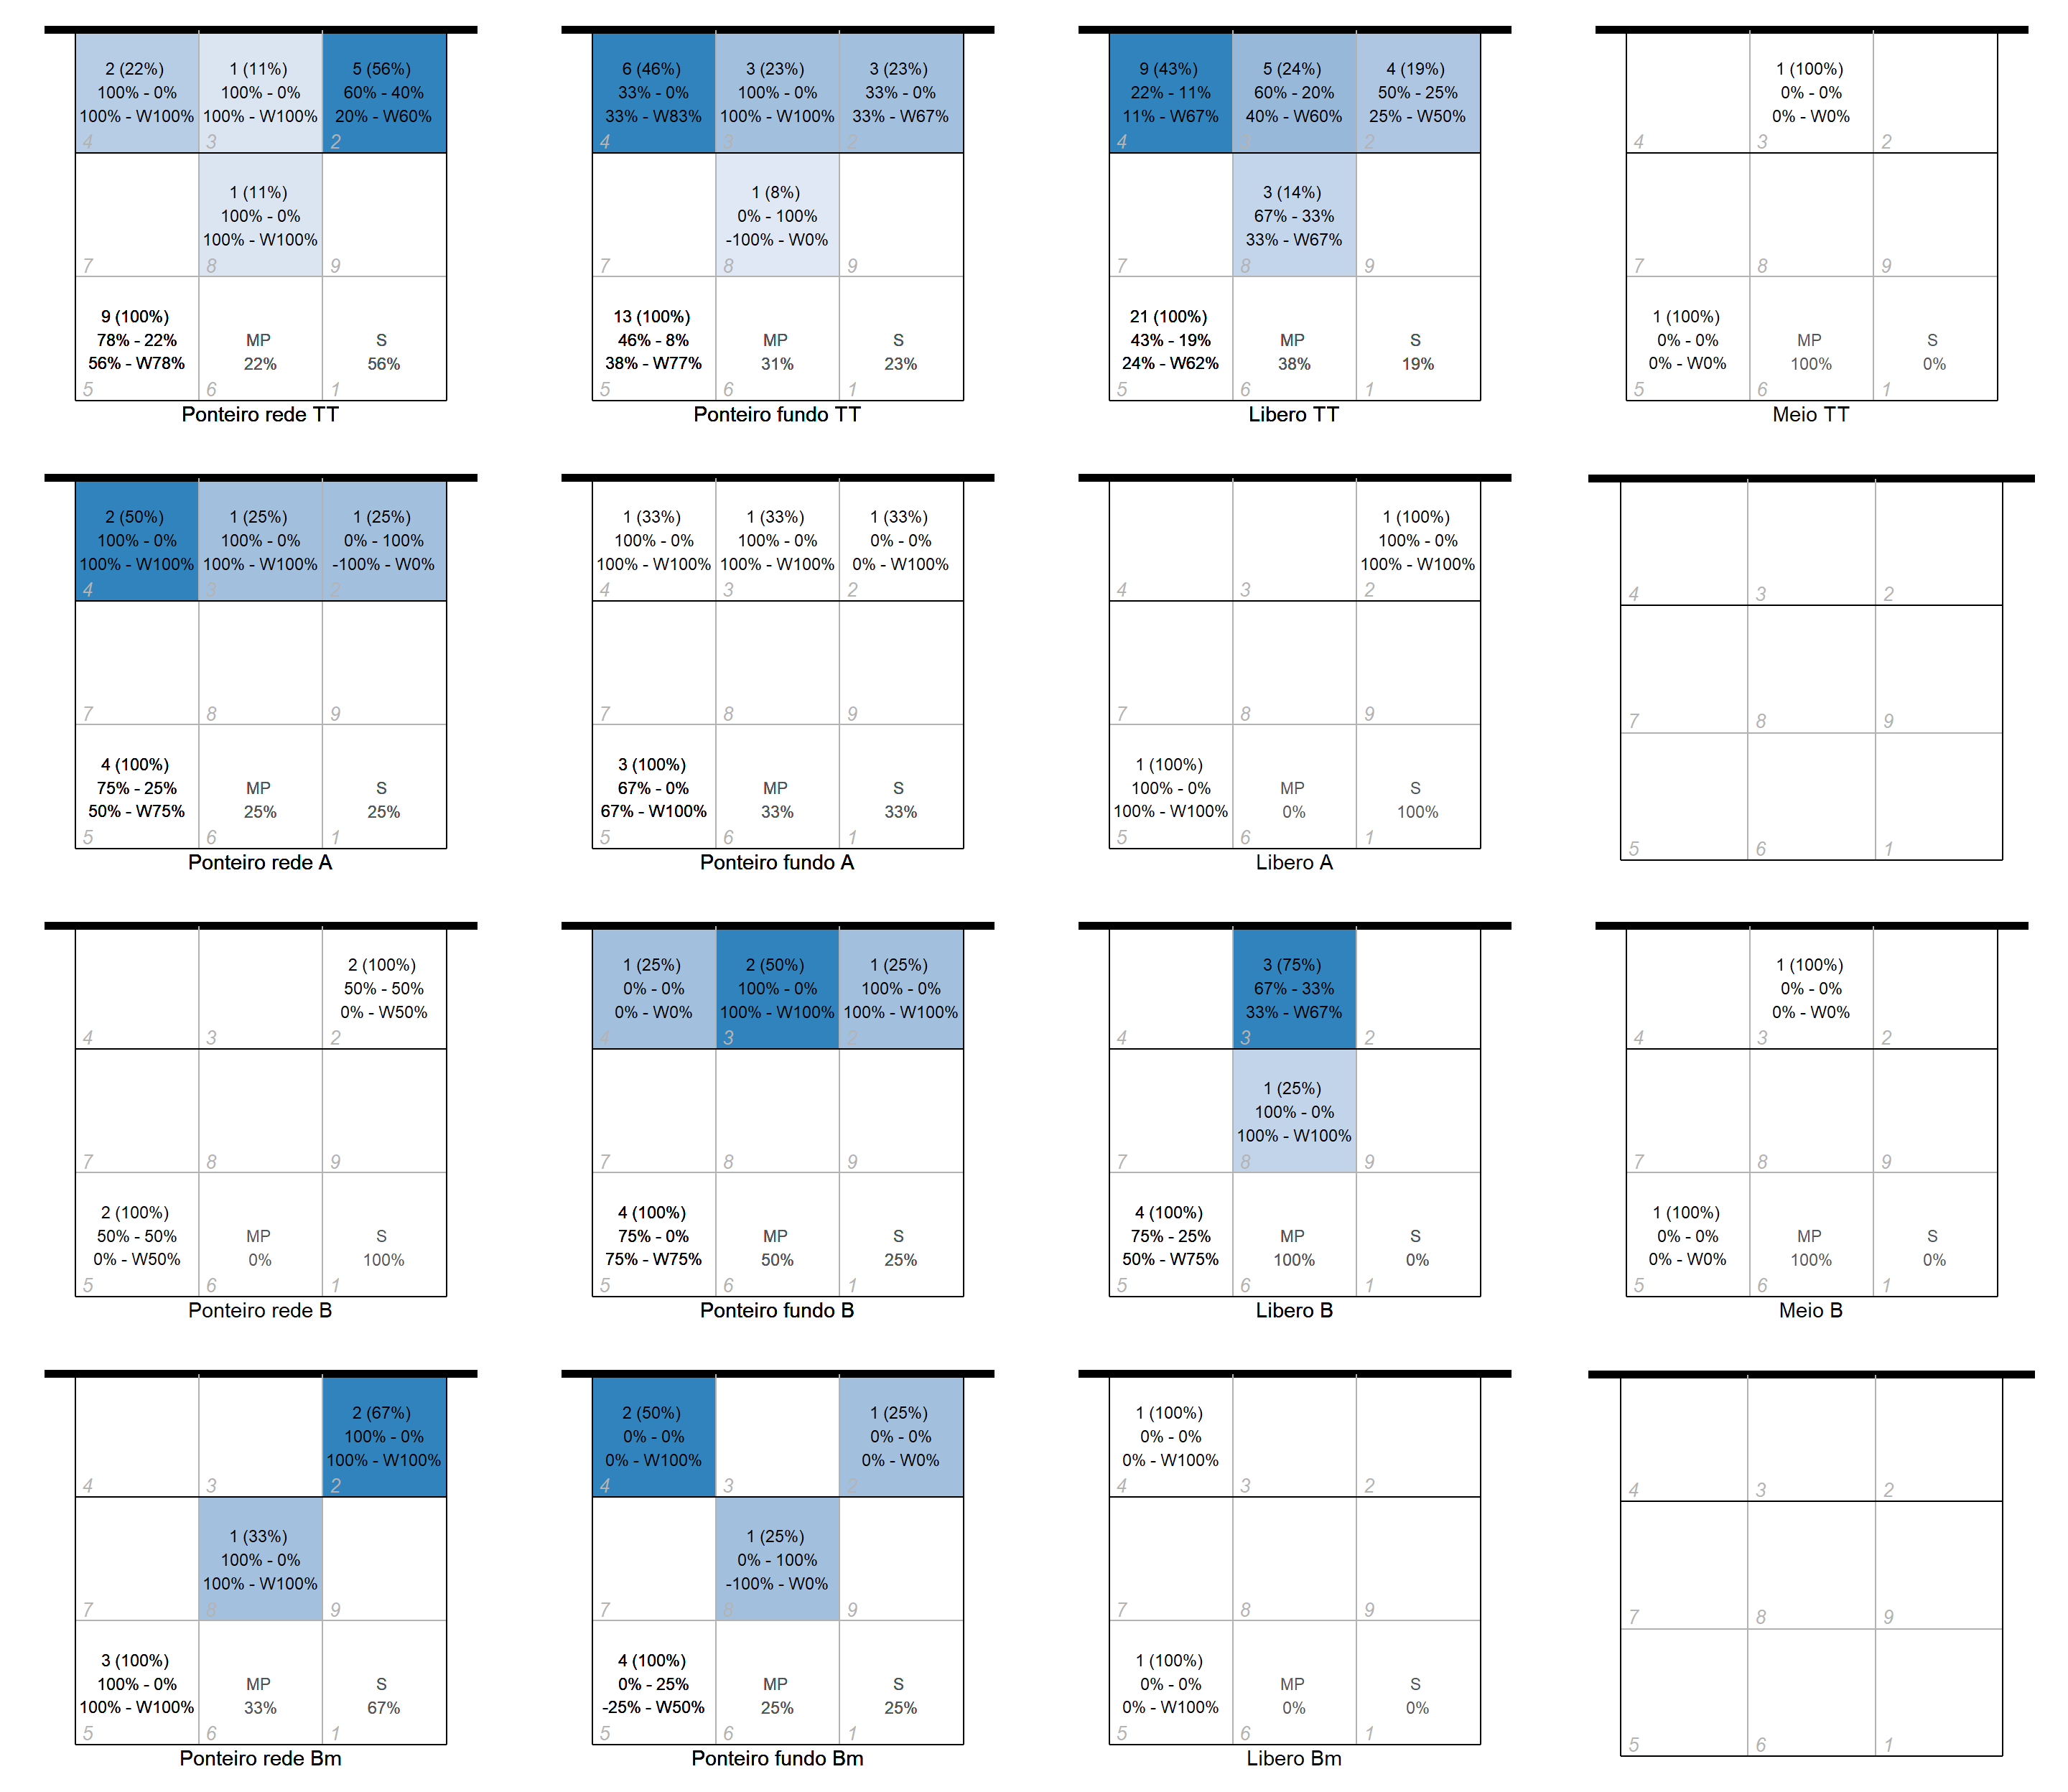 2 (22%) 1 (11%) 5 (56%)
100% - 0% 100% - 0% 60% - 40%
100% - W100% 100% - W100% 20% - W60%
4 3 2
1 (11%)
100% - 0%
100% - W100%
7 8 9
9 (100%)
78% - 22% MP S
56% - W78% 22% 56%
5 6 1
Ponteiro rede TT
6 (46%) 3 (23%) 3 (23%)
33% - 0% 100% - 0% 33% - 0%
33% - W83% 100% - W100% 33% - W67%
4 3 2
1 (8%)
0% - 100%
-100% - W0%
7 8 9
13 (100%)
46% - 8% MP S
38% - W77% 31% 23%
5 6 1
Ponteiro fundo TT
9 (43%) 5 (24%) 4 (19%)
22% - 11% 60% - 20% 50% - 25%
11% - W67% 40% - W60% 25% - W50%
4 3 2
3 (14%)
67% - 33%
33% - W67%
7 8 9
21 (100%)
43% - 19% MP S
24% - W62% 38% 19%
5 6 1
Libero TT
1 (100%)
0% - 0%
0% - W0%
4 3 2
7 8 9
1 (100%)
0% - 0% MP S
0% - W0% 100% 0%
5 6 1
Meio TT
2 (50%) 1 (25%) 1 (25%)
100% - 0% 100% - 0% 0% - 100%
100% - W100% 100% - W100% -100% - W0%
4 3 2
7 8 9
4 (100%)
75% - 25% MP S
50% - W75% 25% 25%
5 6 1
Ponteiro rede A
1 (33%) 1 (33%) 1 (33%)
100% - 0% 100% - 0% 0% - 0%
100% - W100% 100% - W100% 0% - W100%
4 3 2
7 8 9
3 (100%)
67% - 0% MP S
67% - W100% 33% 33%
5 6 1
Ponteiro fundo A
1 (100%)
100% - 0%
100% - W100%
4 3 2
7 8 9
1 (100%)
100% - 0% MP S
100% - W100% 0% 100%
5 6 1
Libero A
4 3 2
7 8 9
5 6 1
2 (100%)
50% - 50%
0% - W50%
4 3 2
7 8 9
2 (100%)
50% - 50% MP S
0% - W50% 0% 100%
5 6 1
Ponteiro rede B
1 (25%) 2 (50%) 1 (25%)
0% - 0% 100% - 0% 100% - 0%
0% - W0% 100% - W100% 100% - W100%
4 3 2
7 8 9
4 (100%)
75% - 0% MP S
75% - W75% 50% 25%
5 6 1
Ponteiro fundo B
3 (75%)
67% - 33%
33% - W67%
4 3 2
1 (25%)
100% - 0%
100% - W100%
7 8 9
4 (100%)
75% - 25% MP S
50% - W75% 100% 0%
5 6 1
Libero B
1 (100%)
0% - 0%
0% - W0%
4 3 2
7 8 9
1 (100%)
0% - 0% MP S
0% - W0% 100% 0%
5 6 1
Meio B
2 (67%)
100% - 0%
100% - W100%
4 3 2
1 (33%)
100% - 0%
100% - W100%
7 8 9
3 (100%)
100% - 0% MP S
100% - W100% 33% 67%
5 6 1
Ponteiro rede Bm
2 (50%) 1 (25%)
0% - 0% 0% - 0%
0% - W100% 0% - W0%
4 3 2
1 (25%)
0% - 100%
-100% - W0%
7 8 9
4 (100%)
0% - 25% MP S
-25% - W50% 25% 25%
5 6 1
Ponteiro fundo Bm
1 (100%)
0% - 0%
0% - W100%
4 3 2
7 8 9
1 (100%)
0% - 0% MP S
0% - W100% 0% 0%
5 6 1
Libero Bm
4 3 2
7 8 9
5 6 1